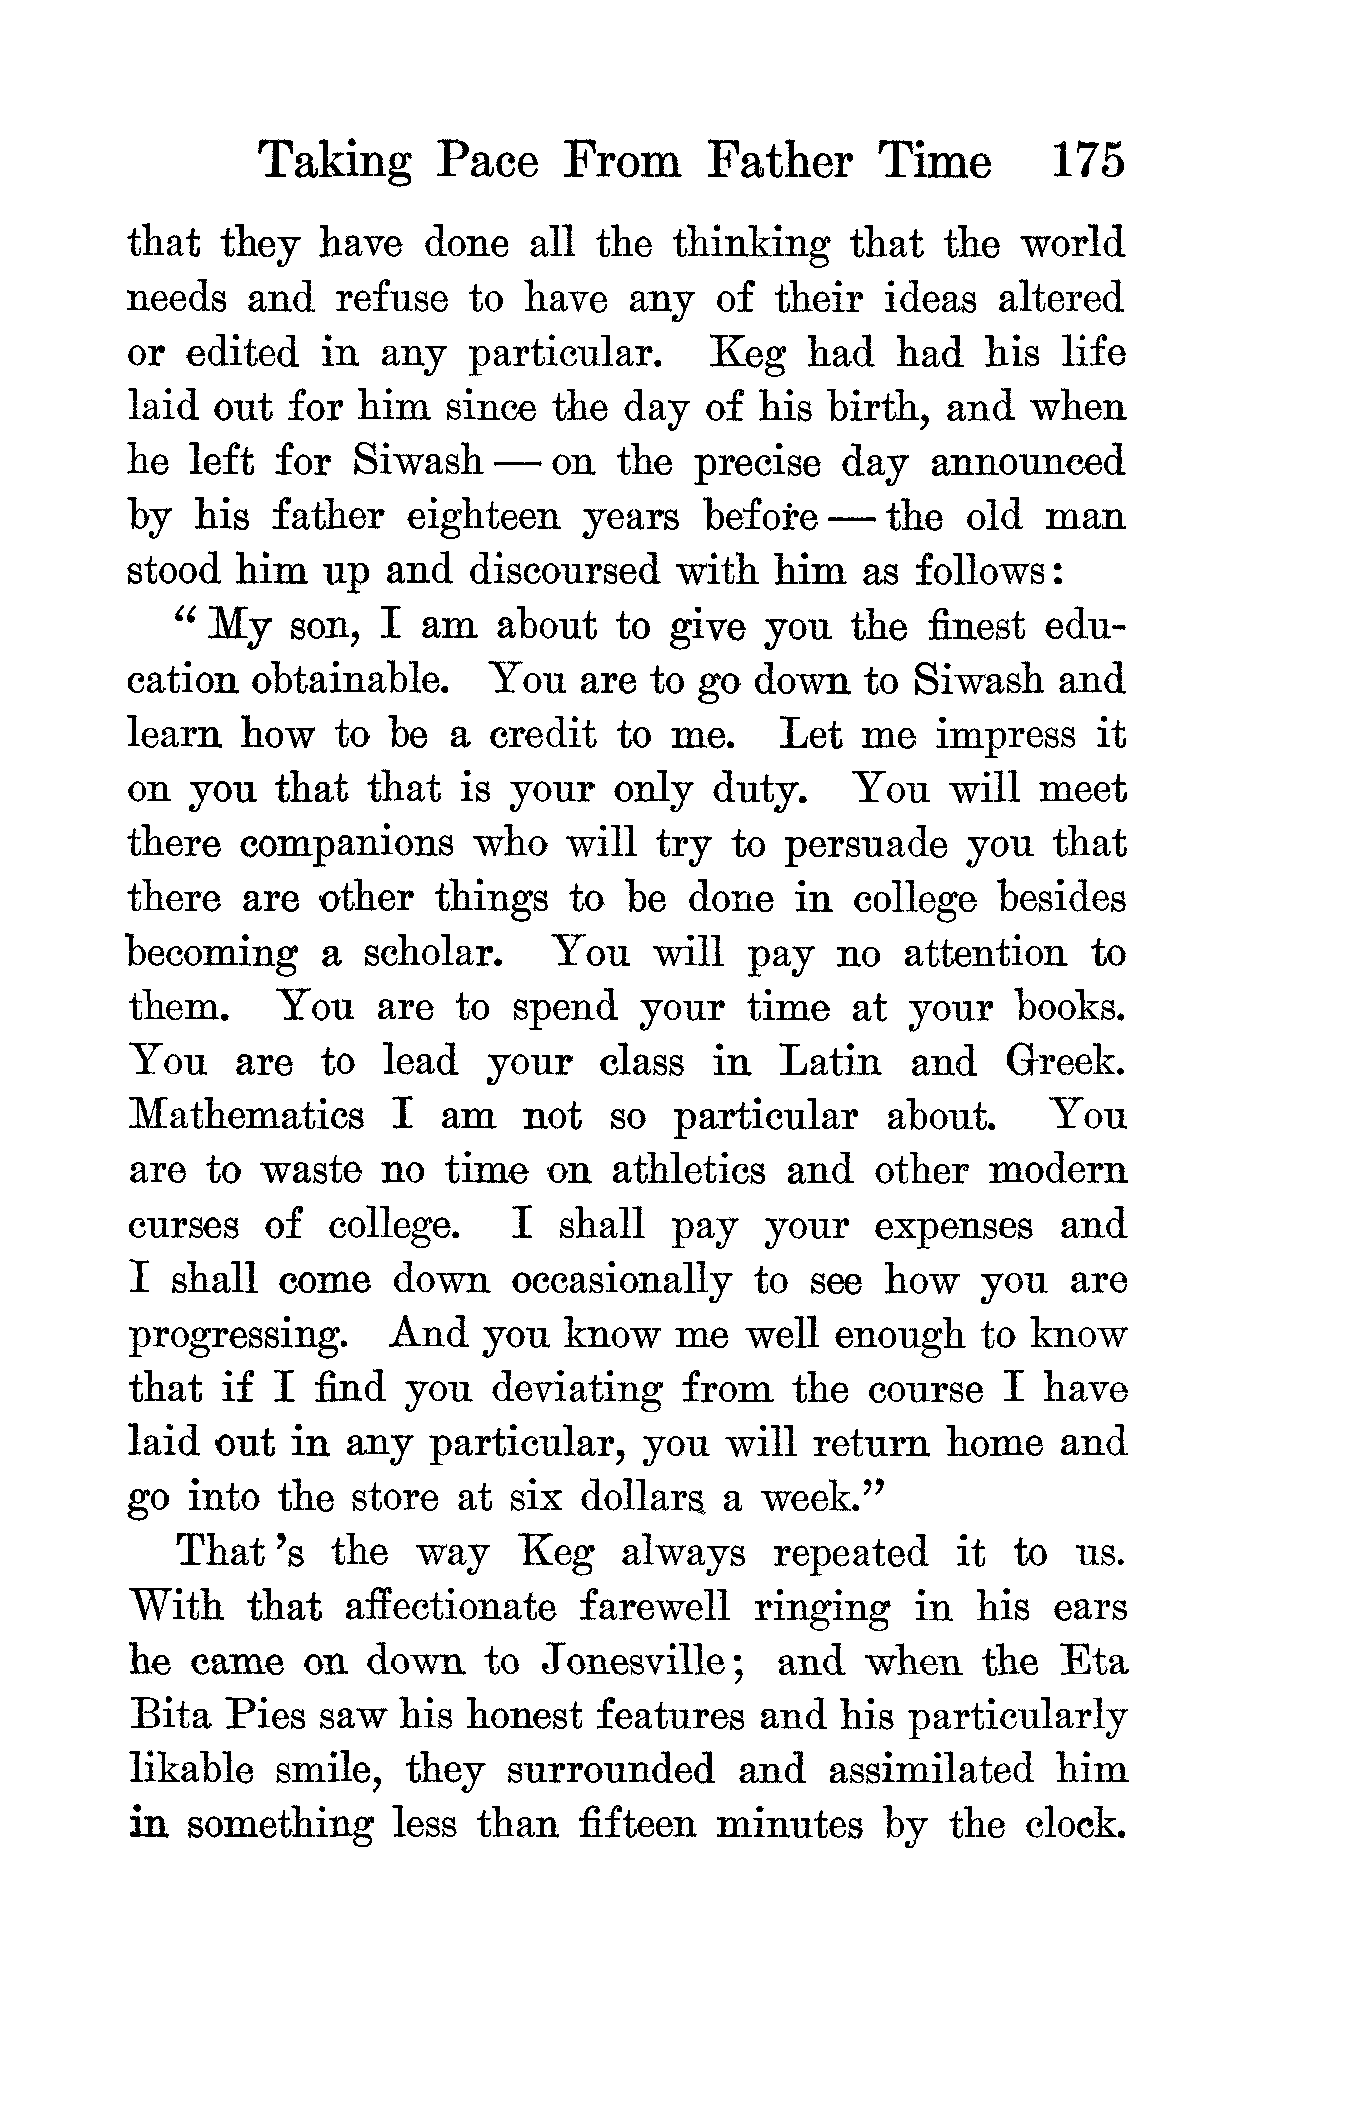 Taking Pace From Father Time 175
that they have done all the thinking that the world
needs and refuse to have any of their ideas altered
or edited in any particular. Keg had had his life
laid out for him since the day of his birth, and when
he left for Siwash — on the precise day announced
by his father eighteen years before — the old man
stood him up and discoursed with him as follows:
“ My son, I am about to give you the finest edu-
cation obtainable. You are to go down to Siwash and
learn how to be a credit to me. Let me impress it
on you that that is your only duty. You will meet
there companions who will try to persuade you that
there are other things to be done in college besides
becoming a scholar. You will pay no attention to
them. You are to spend your time at your books.
You are to lead your class in Latin and Greek.
Mathematics I am not so particular about. You
are to waste no time on athletics and other modern
curses of college. I shall pay your expenses and
I shall come down occasionally to see how you are
progressing. And you know me well enough to know
that if I find you deviating from the course I have
laid out in any particular, you will return home and
go into the store at six dollars a week.”
That 's the way Keg always repeated it to us.
With that affectionate farewell ringing in his ears
he came on down to Jonesville; and when the Eta
Bita Pies saw his honest features and his particularly
likable smile, they surrounded and assimilated him
in something less than fifteen minutes by the clock.